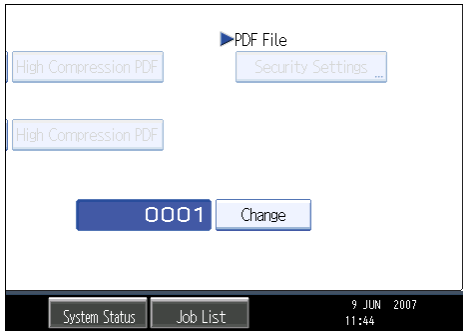 PDF File
High Compression PDF
Security Settings ...
High Compression PDF
0001
Change
System Status
Job List
9 JUN 2007
11:44